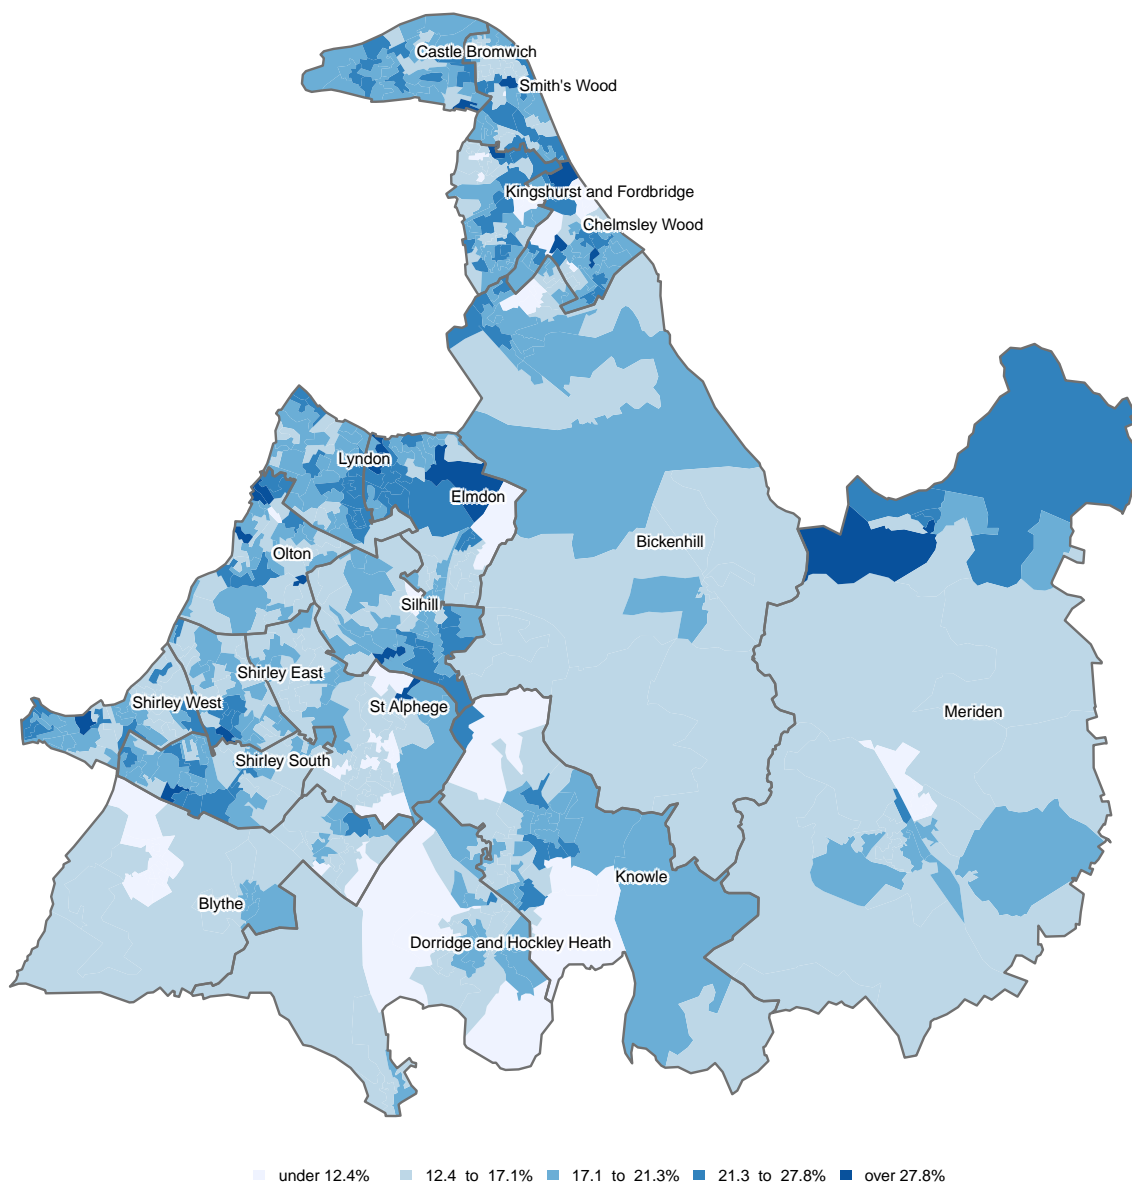 Castle Bromwich
Smith's Wood
Kingshurst and Fordbridge
Chelmsley Wood
Lyndon
Elmdon
Bickenhill
Olton
Silhill
Shirley East
Shirley West
St Alphege
Meriden
Shirley South
Knowle
Blythe
Dorridge and Hockley Heath
under 12.4% 12.4 to 17.1% 17.1 to 21.3% 21.3 to 27.8% over 27.8%